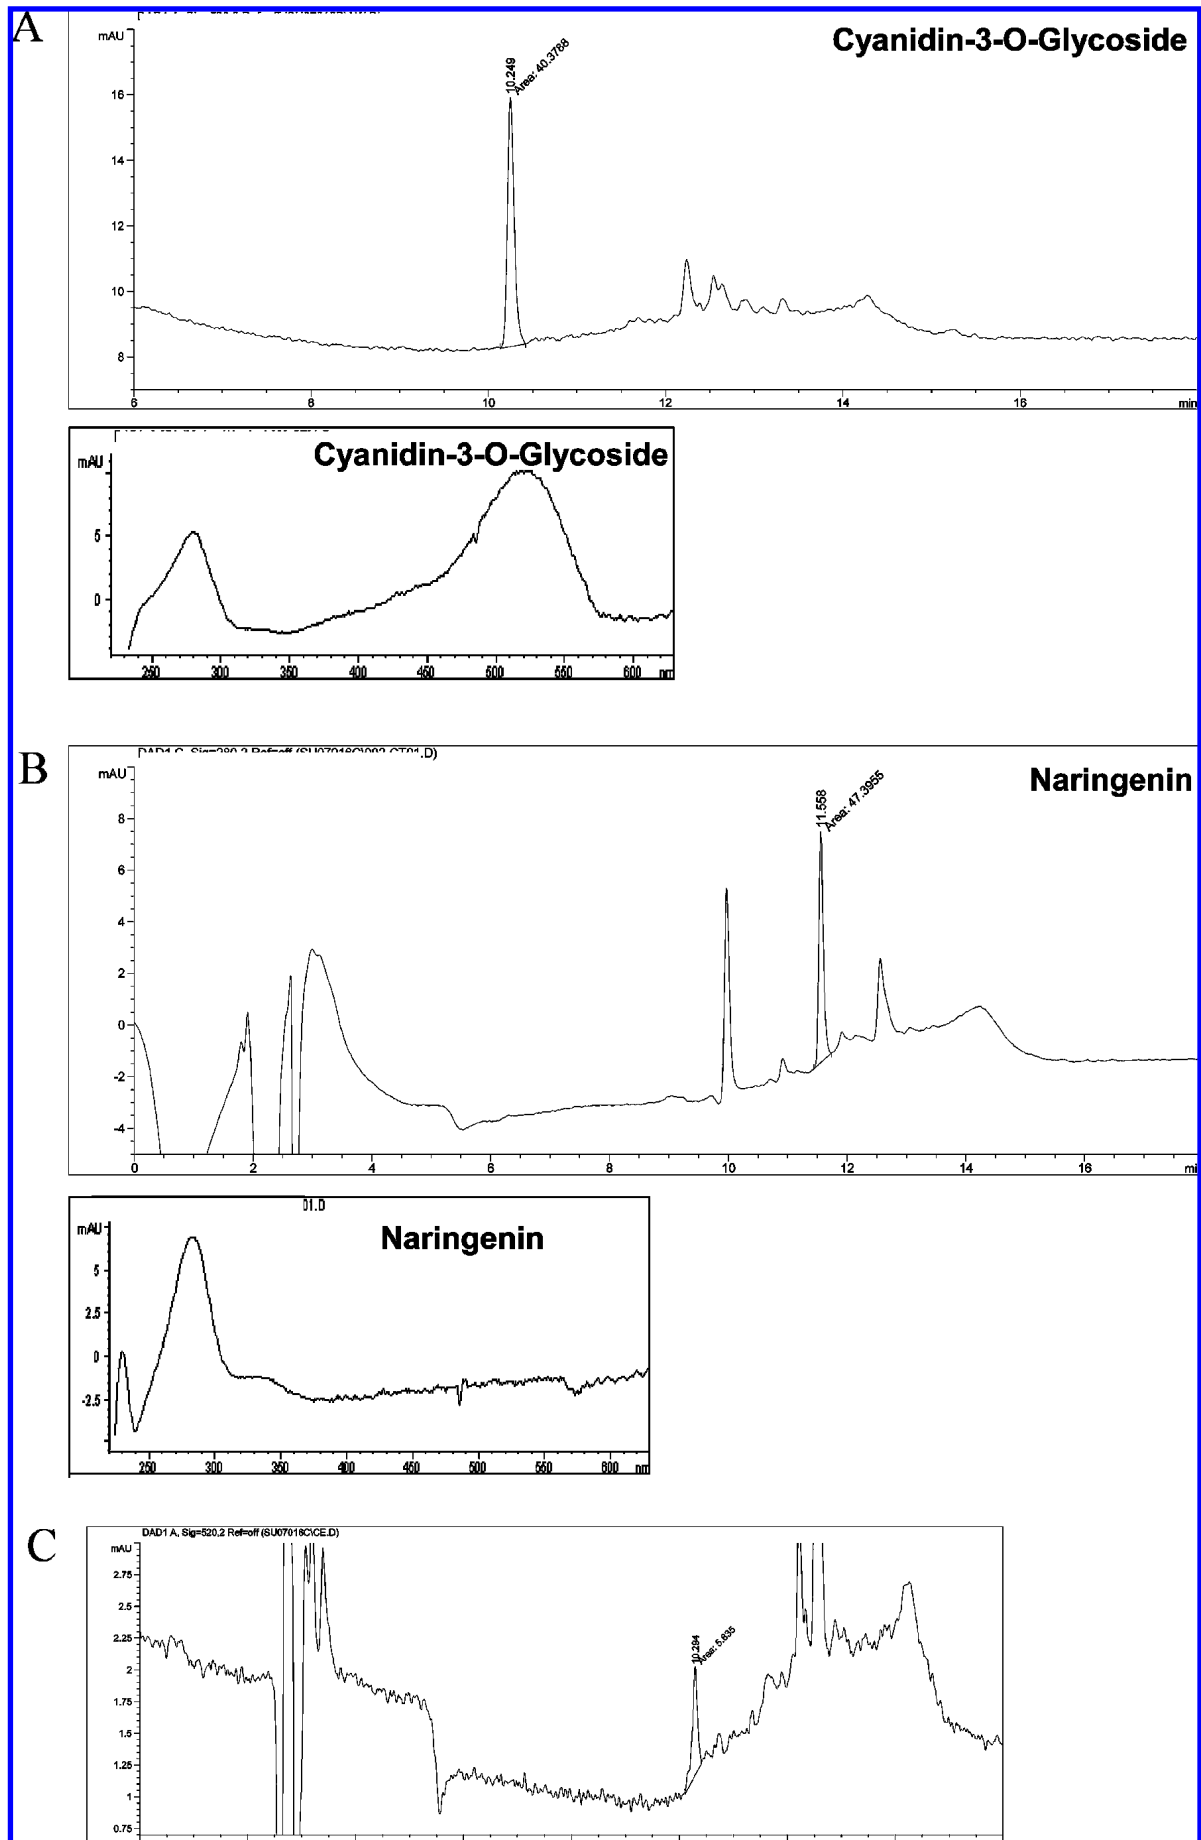 A
mAU
Cyanidin-3-O-Glycoside
10.249
Area: 40.3788
16
14
12
10
8
6 8 10 12 14 16 min
mAU
Cyanidin-3-O-Glycoside
5
0
250 300 350 400 450 500 550 600 nm
B
mAU
Naringenin
11.558
Area: 47.3955
8
6
4
2
0
-2
-4
0 2 4 6 8 10 12 14 16 mi
01.D
mAU
Naringenin
5
2.5
0
-2.5
250 300 350 400 450 500 550 600 nm
C
DAD1 A, Sig=520,2 Ref=off (SU07016C\CE.D)
mAU
2.75
2.5
2.25
2
1.75
1.5
1.25
1
0.75
10.294
Area: 5.635